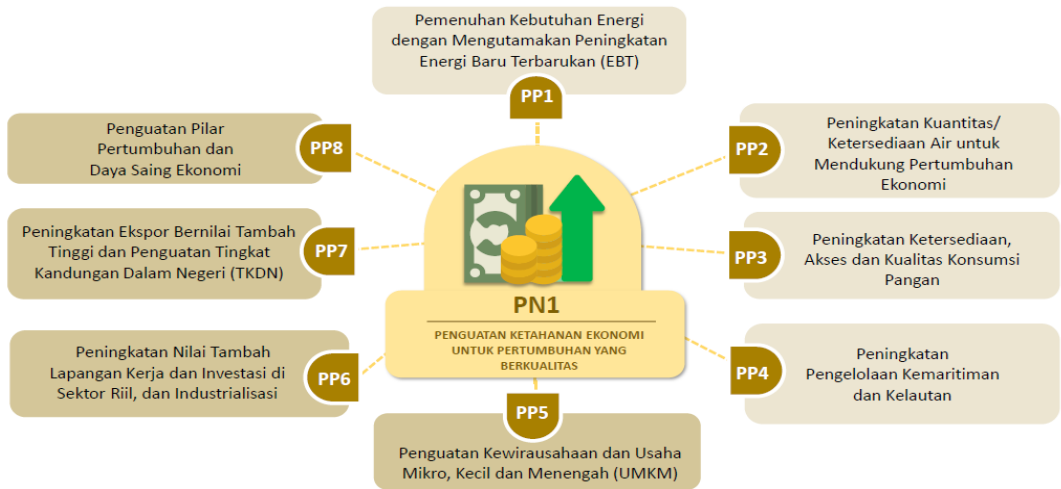 Pemenuhan Kebutuhan Energi
dengan Mengutamakan Peningkatan
Energi Baru Terbarukan (EBT)
PP1
PP2
Peningkatan Kuantitas/
Ketersediaan Air untuk
Mendukung Pertumbuhan
Ekonomi
PP3
Peningkatan Ketersediaan,
Akses dan Kualitas Konsumsi
Pangan
PP4
Peningkatan
Pengelolaan Kemaritiman
dan Kelautan
PP5
Penguatan Kewirausahaan dan Usaha
Mikro, Kecil dan Menengah (UMKM)
Peningkatan Nilai Tambah
Lapangan Kerja dan Investasi di
Sektor Riil, dan Industrialisasi
PP6
Peningkatan Ekspor Bernilai Tambah
Tinggi dan Penguatan Tingkat
Kandungan Dalam Negeri (TKDN)
PP7
Penguatan Pilar
Pertumbuhan dan
Daya Saing Ekonomi
PP8
PN1
PENGUATAN KETAHANAN EKONOMI
UNTUK PERTUMBUHAN YANG
BERKUALITAS